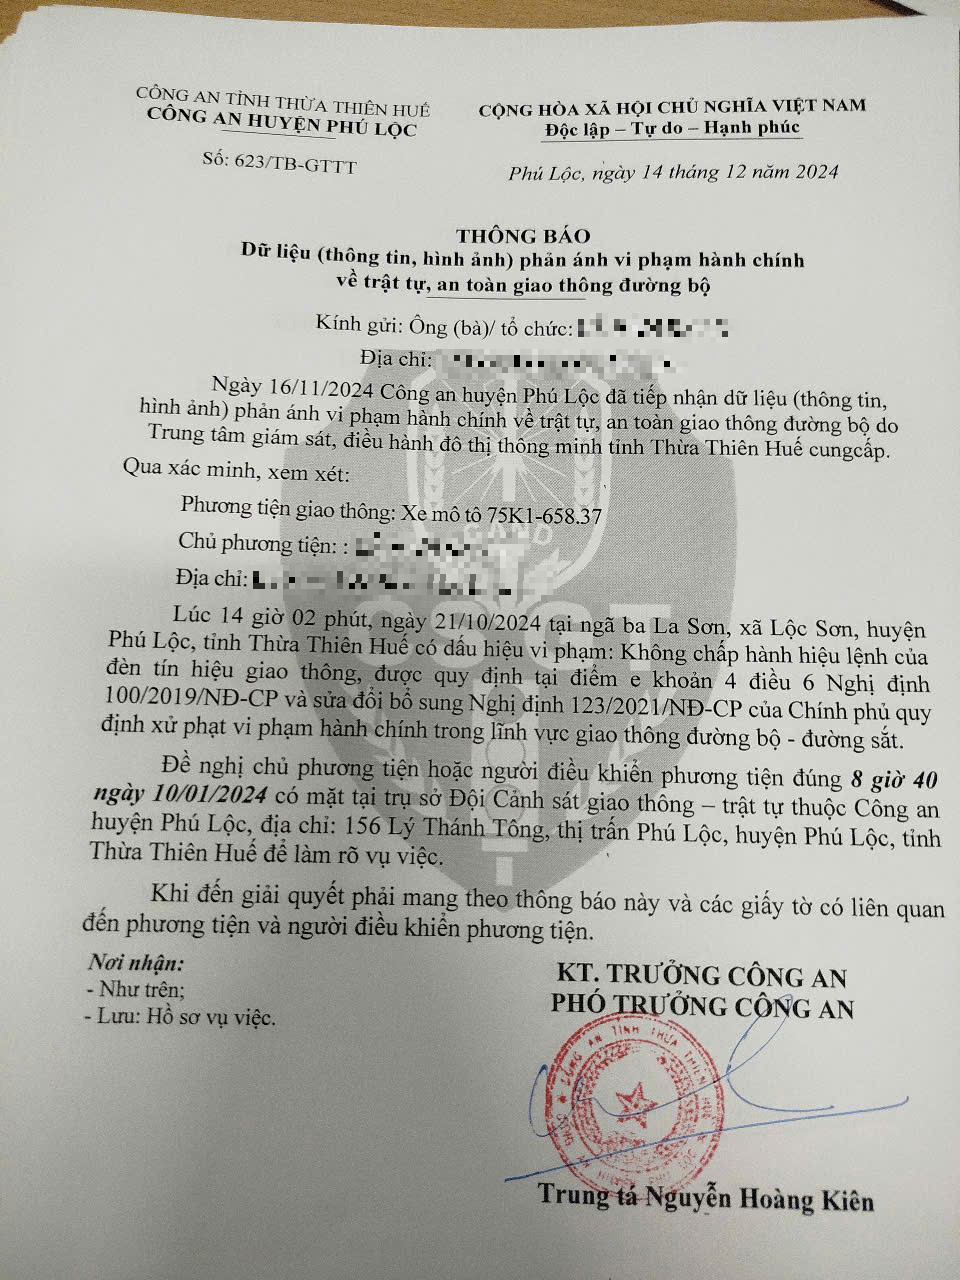 CÔNG AN TỈNH THỪA THIÊN HUẾ
CÔNG AN HUYỆN PHÚ LỘC
Số: 623/TB-GTTT
CỘNG HÒA XÃ HỘI CHỦ NGHĨA VIỆT NAM
Độc lập – Tự do – Hạnh phúc
Phú Lộc, ngày 14 tháng 12 năm 2024
THÔNG BÁO
Dữ liệu (thông tin, hình ảnh) phản ánh vi phạm hành chính
về trật tự, an toàn giao thông đường bộ
Kính gửi: Ông (bà)/ tổ chức:
Địa chỉ:
Ngày 16/11/2024 Công an huyện Phú Lộc đã tiếp nhận dữ liệu (thông tin,
hình ảnh) phản ánh vi phạm hành chính về trật tự, an toàn giao thông đường bộ do
Trung tâm giám sát, điều hành đô thị thông minh tỉnh Thừa Thiên Huế cungcấp.
Qua xác minh, xem xét:
Phương tiện giao thông: Xe mô tô 75K1-658.37
Chủ phương tiện: :
Địa chỉ:
Lúc 14 giờ 02 phút, ngày 21/10/2024 tại ngã ba La Sơn, xã Lộc Sơn, huyện
Phú Lộc, tỉnh Thừa Thiên Huế có dấu hiệu vi phạm: Không chấp hành hiệu lệnh của
đèn tín hiệu giao thông, được quy định tại điểm e khoản 4 điều 6 Nghị định
100/2019/NĐ-CP và sửa đổi bổ sung Nghị định 123/2021/NĐ-CP của Chính phủ quy
định xử phạt vi phạm hành chính trong lĩnh vực giao thông đường bộ - đường sắt.
Đề nghị chủ phương tiện hoặc người điều khiển phương tiện đúng 8 giờ 40
ngày 10/01/2024 có mặt tại trụ sở Đội Cảnh sát giao thông – trật tự thuộc Công an
huyện Phú Lộc, địa chỉ: 156 Lý Thánh Tông, thị trấn Phú Lộc, huyện Phú Lộc, tỉnh
Thừa Thiên Huế để làm rõ vụ việc.
Khi đến giải quyết phải mang theo thông báo này và các giấy tờ có liên quan
đến phương tiện và người điều khiển phương tiện.
Nơi nhận:
- Như trên;
- Lưu: Hồ sơ vụ việc.
KT. TRƯỞNG CÔNG AN
PHÓ TRƯỞNG CÔNG AN
CÔNG AN TỈNH THỪA THIÊN HUẾ
Trung tá Nguyễn Hoàng Kiên
CAND
CSGT